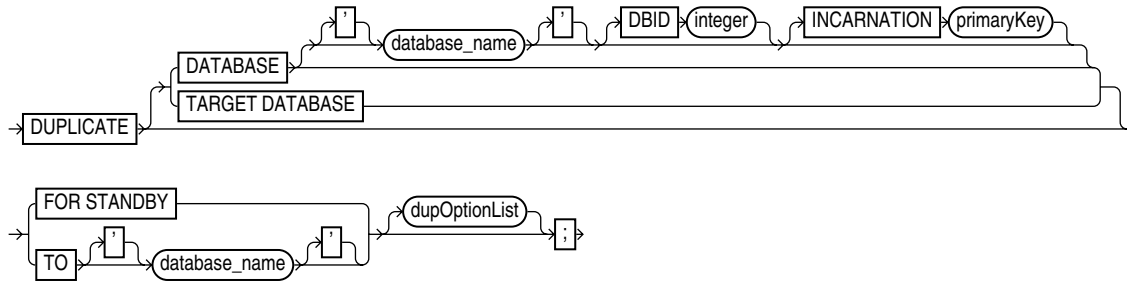 ' database_name ' DBID integer INCARNATION primaryKey
DATABASE
TARGET DATABASE
DUPLICATE
FOR STANDBY dupOptionList
TO ' database_name ' ;